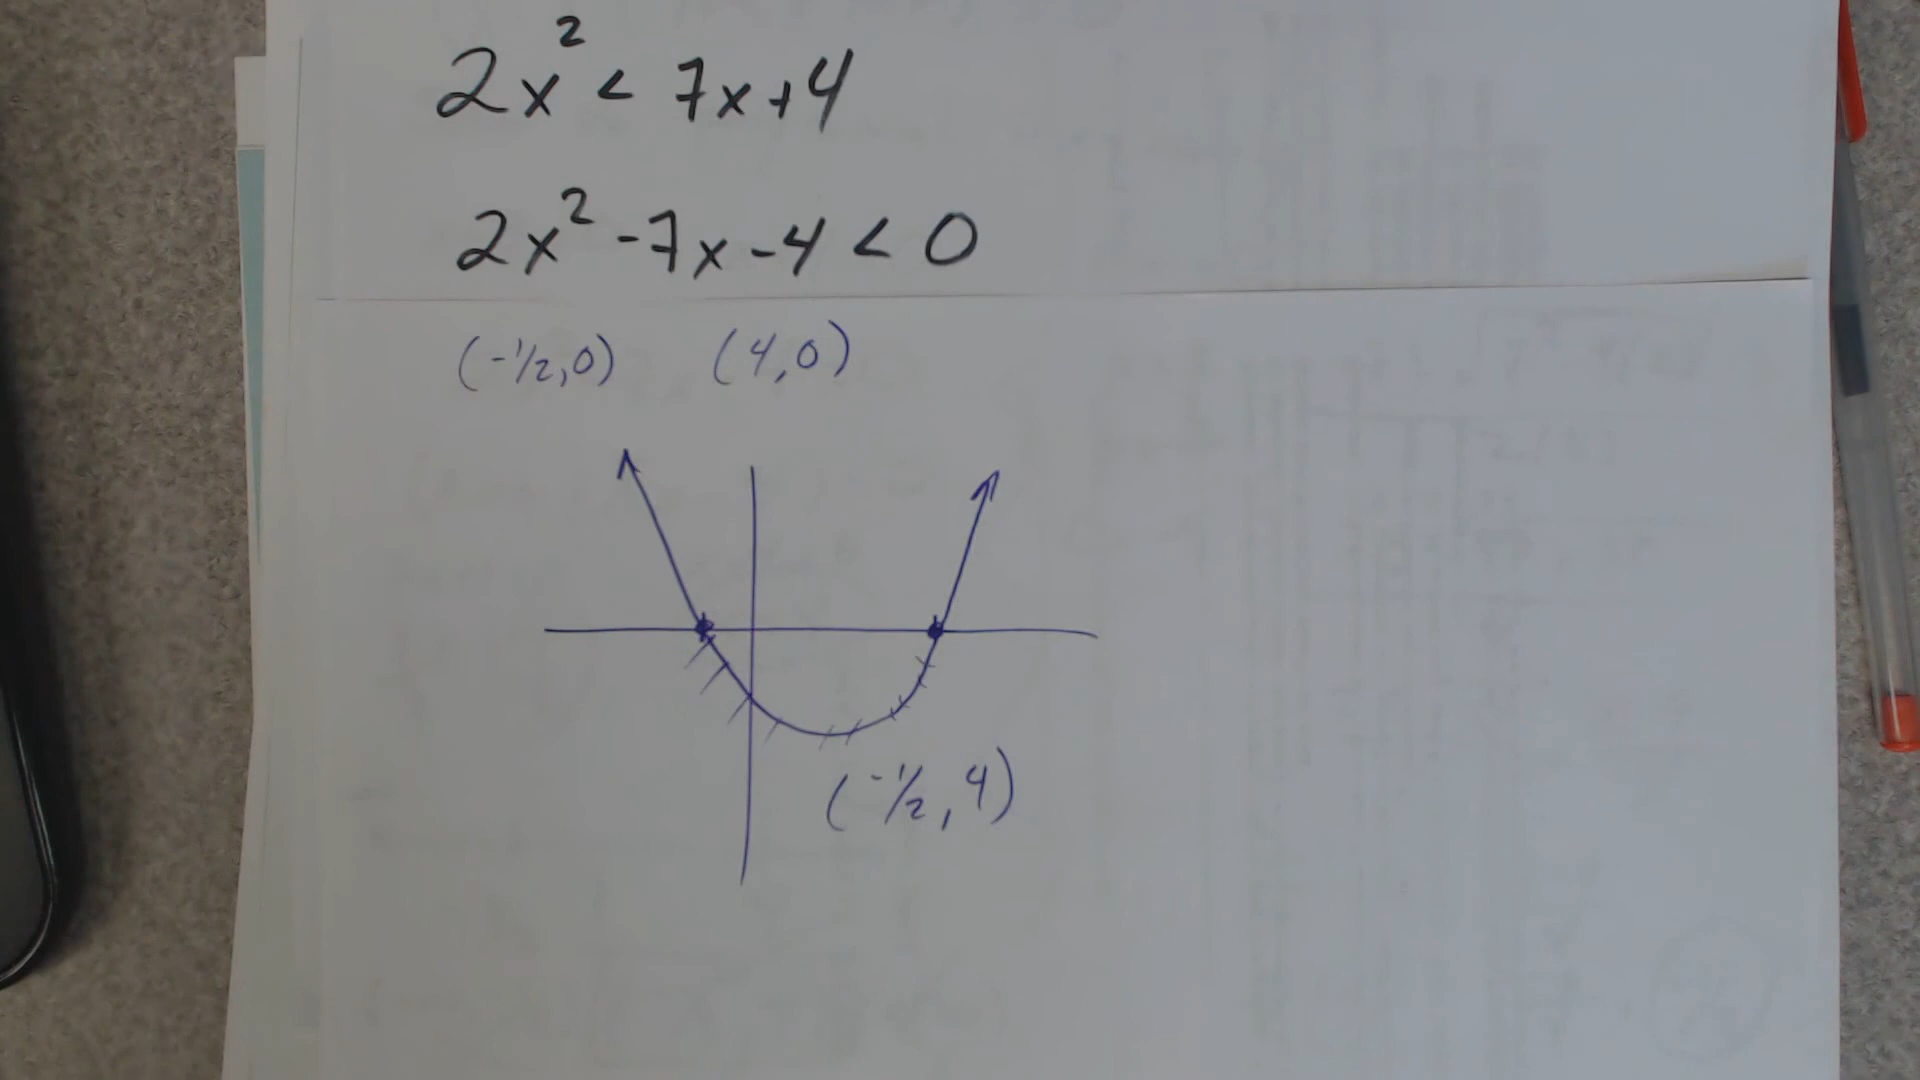 2x² < 7x+4
2x² -7x -4 < 0
(-1/2,0) (4,0)
(-1/2, 4)